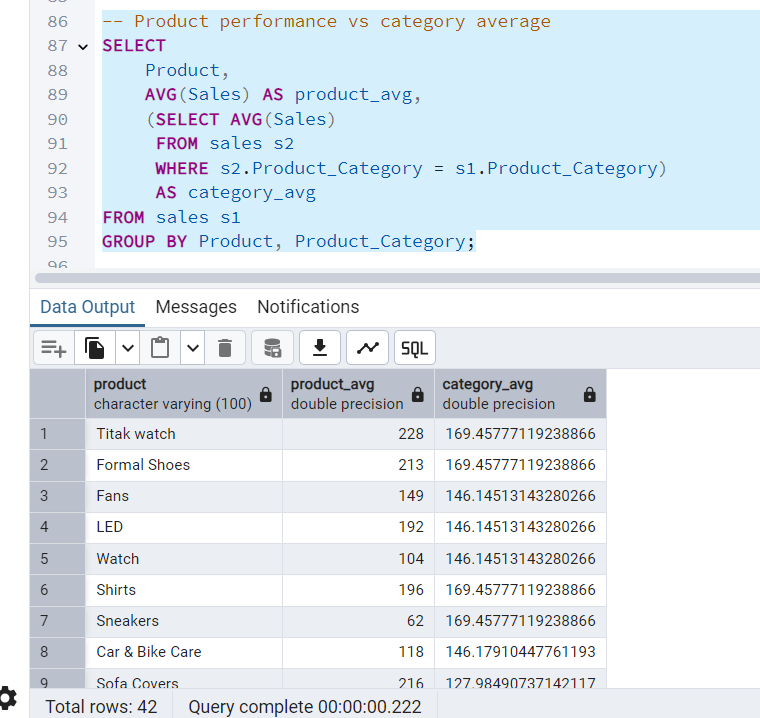 86 -- Product performance vs category average
87 SELECT
88 Product,
89 AVG(Sales) AS product_avg,
90 (SELECT AVG(Sales)
91 FROM sales s2
92 WHERE s2.Product_Category = s1.Product_Category)
93 AS category_avg
94 FROM sales s1
95 GROUP BY Product, Product_Category;
96
Data Output Messages Notifications
SQL
product product_avg category_avg
character varying (100) double precision double precision
1 Titak watch 228 169.45777119238866
2 Formal Shoes 213 169.45777119238866
3 Fans 149 146.14513143280266
4 LED 192 146.14513143280266
5 Watch 104 146.14513143280266
6 Shirts 196 169.45777119238866
7 Sneakers 62 169.45777119238866
8 Car & Bike Care 118 146.17910447761193
9 Sofa Covers 216 127.98490737142117
Total rows: 42 Query complete 00:00:00.222